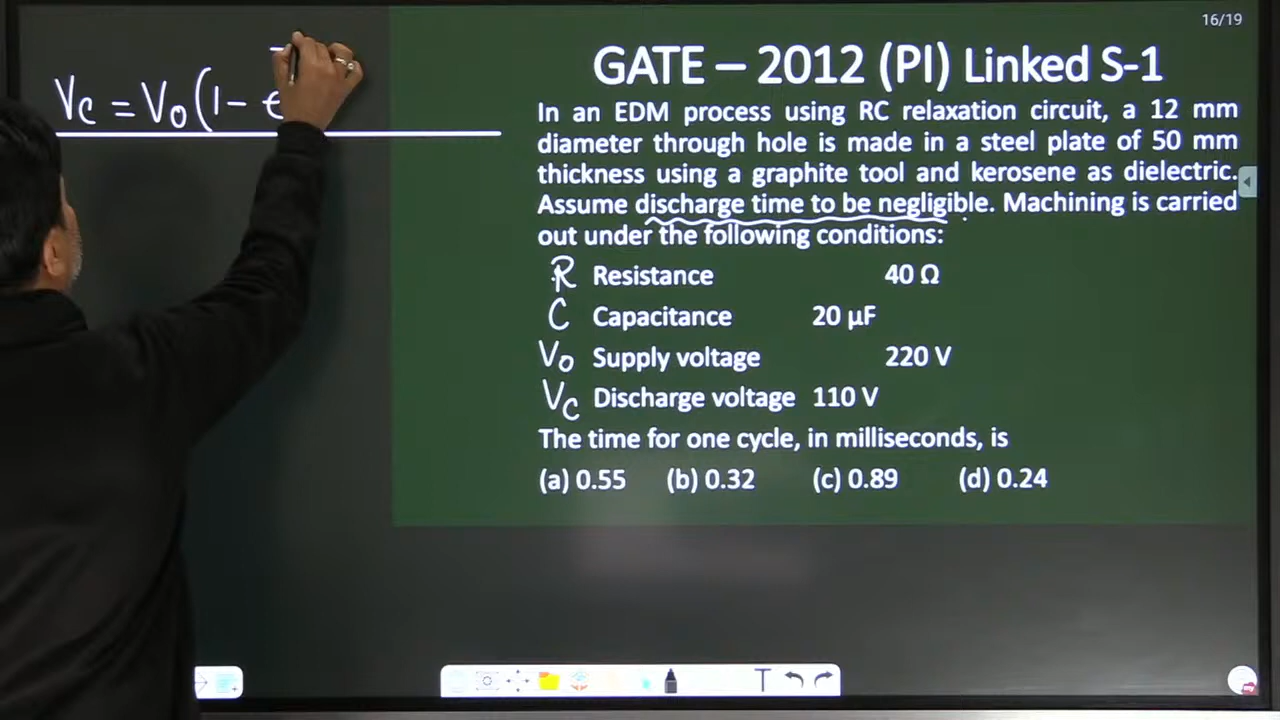 16/19
GATE – 2012 (PI) Linked S-1
V_C = V_0 (1 - e^-
In an EDM process using RC relaxation circuit, a 12 mm
diameter through hole is made in a steel plate of 50 mm
thickness using a graphite tool and kerosene as dielectric.
Assume discharge time to be negligible. Machining is carried
out under the following conditions:
R Resistance 40 Ω
C Capacitance 20 μF
V_0 Supply voltage 220 V
V_C Discharge voltage 110 V
The time for one cycle, in milliseconds, is
(a) 0.55 (b) 0.32 (c) 0.89 (d) 0.24
T